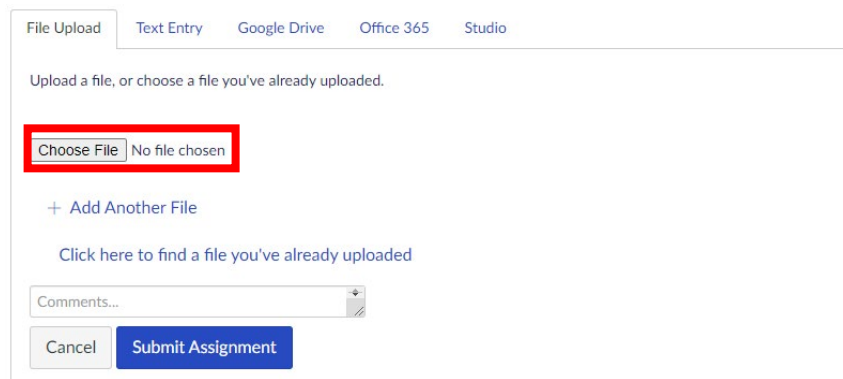 File Upload Text Entry Google Drive Office 365 Studio
Upload a file, or choose a file you've already uploaded.
Choose File No file chosen
+ Add Another File
Click here to find a file you've already uploaded
Comments...
Cancel Submit Assignment